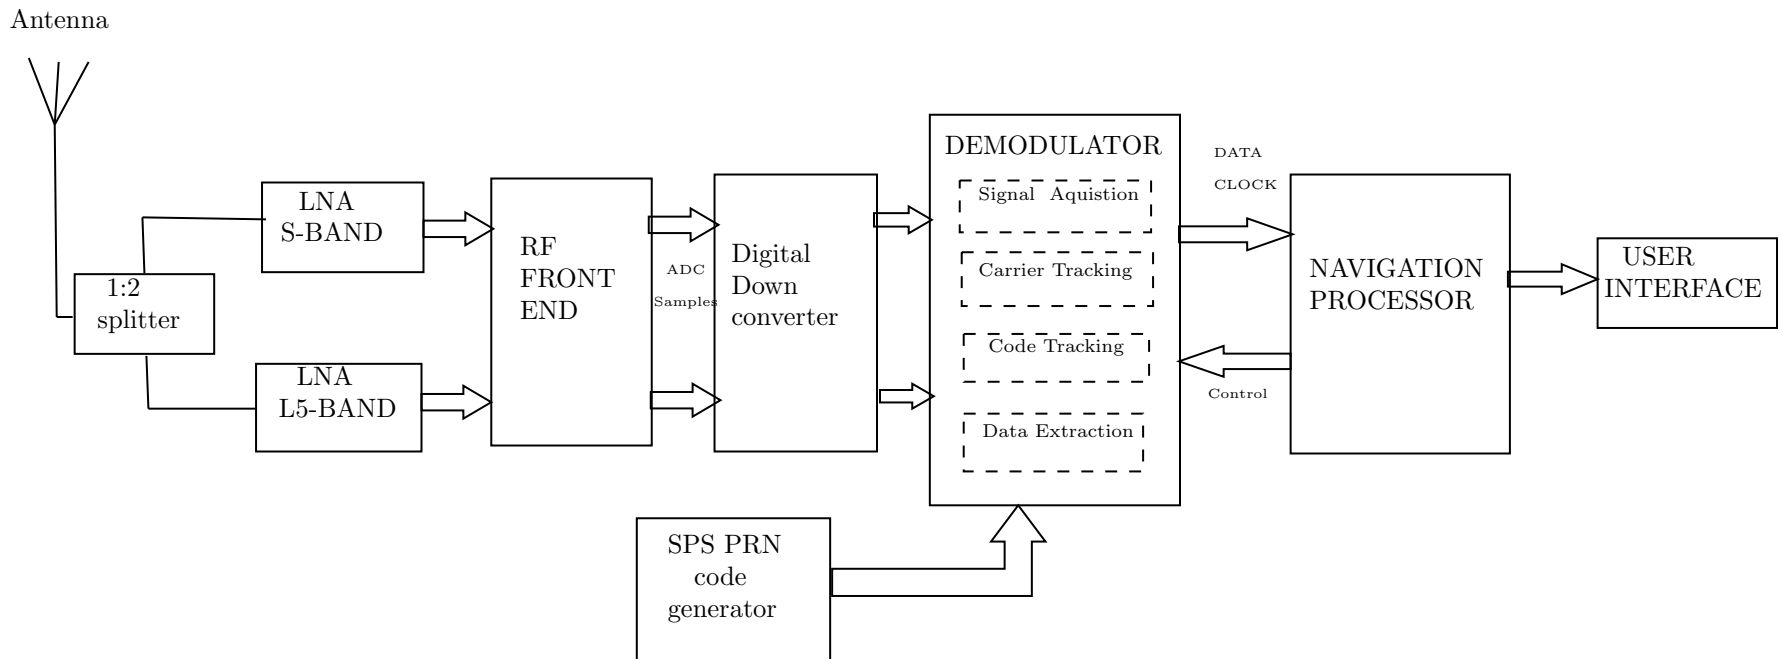 Antenna
1:2
splitter
LNA
S-BAND
LNA
L5-BAND
RF
FRONT
END
ADC
Samples
Digital
Down
converter
DEMODULATOR
Signal Aquistion
Carrier Tracking
Code Tracking
Data Extraction
SPS PRN
code
generator
DATA
CLOCK
Control
NAVIGATION
PROCESSOR
USER
INTERFACE